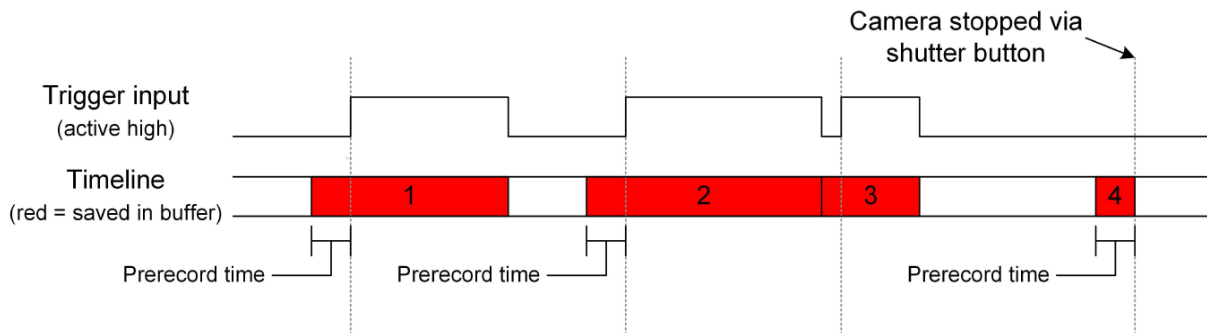 Camera stopped via
shutter button
Trigger input
(active high)
Timeline
(red = saved in buffer)
1
2
3
4
Prerecord time
Prerecord time
Prerecord time